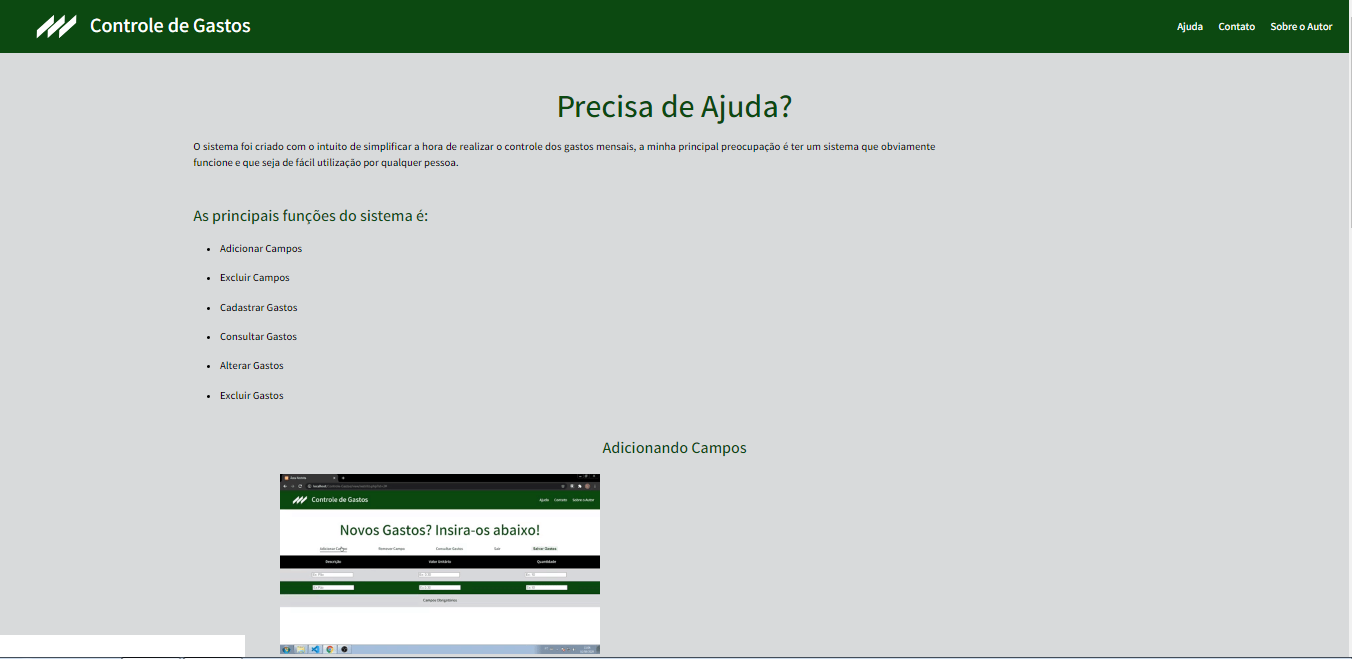 Controle de Gastos
Ajuda Contato Sobre o Autor
Precisa de Ajuda?
O sistema foi criado com o intuito de simplificar a hora de realizar o controle dos gastos mensais, a minha principal preocupação é ter um sistema que obviamente
funcione e que seja de fácil utilização por qualquer pessoa.
As principais funções do sistema é:
Adicionar Campos
Excluir Campos
Cadastrar Gastos
Consultar Gastos
Alterar Gastos
Excluir Gastos
Adicionando Campos
Controle de Gastos
Ajuda Contato Sobre o Autor
Novos Gastos? Insira-os abaixo!
Adicionar Campo Remover Campo Consultar Gastos Sair Salvar Gastos
Descrição Valor Unitário Quantidade
Campos Obrigatórios